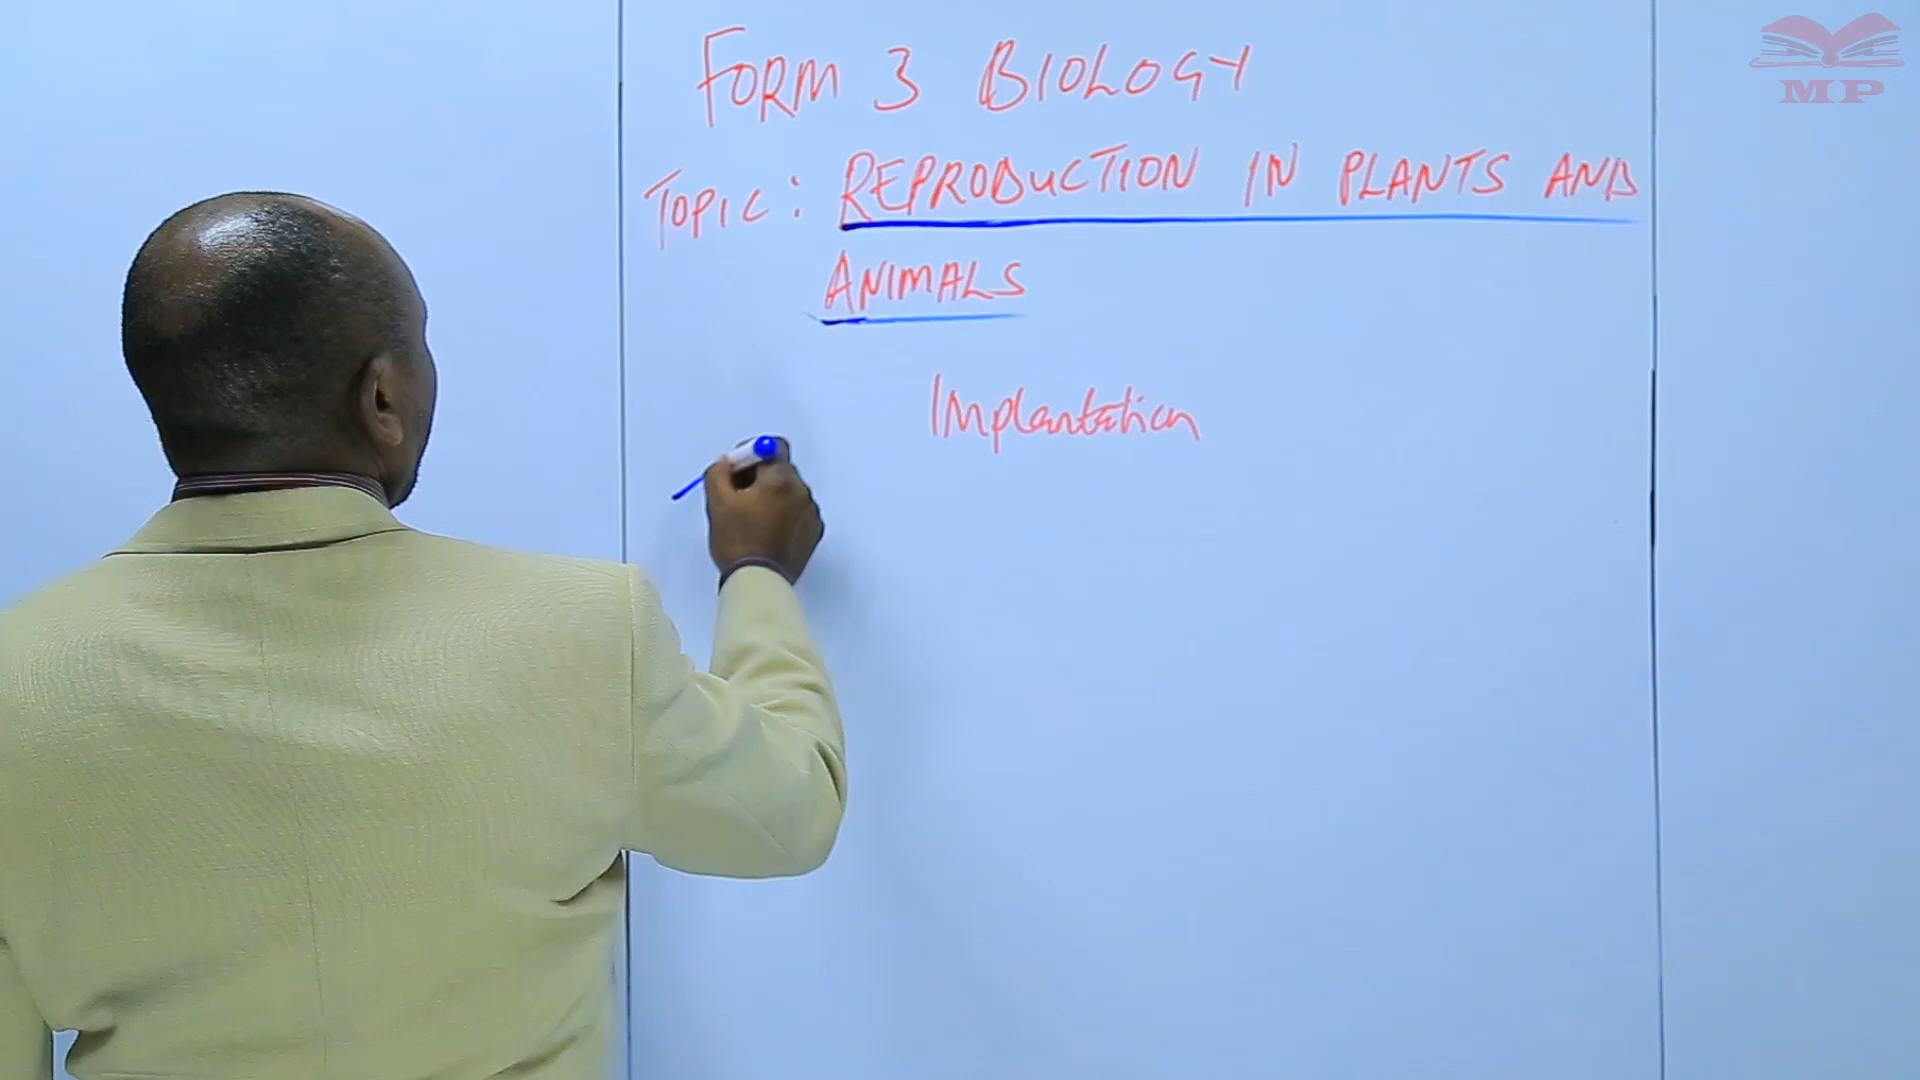 FORM 3 BIOLOGY
TOPIC: REPRODUCTION IN PLANTS AND
ANIMALS
Implantation
MP